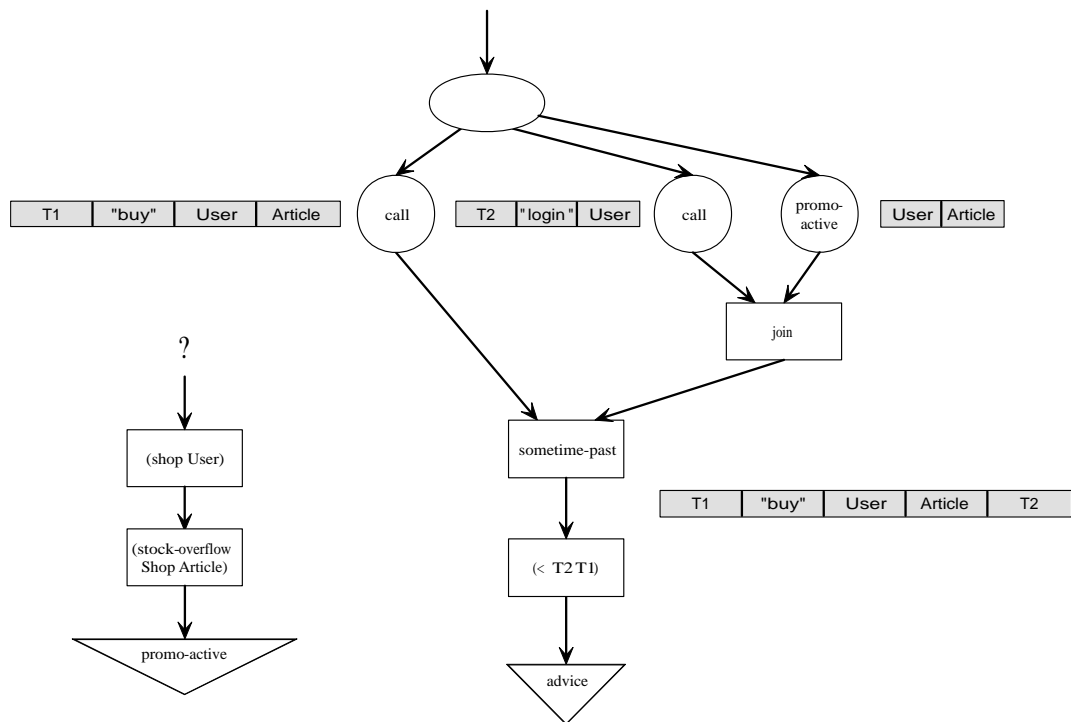 T1 "buy" User Article
call
T2 "login" User
call
promo-
active
User Article
join
?
(shop User)
sometime-past
T1 "buy" User Article T2
(stock-overflow
Shop Article)
(< T2 T1)
promo-active
advice